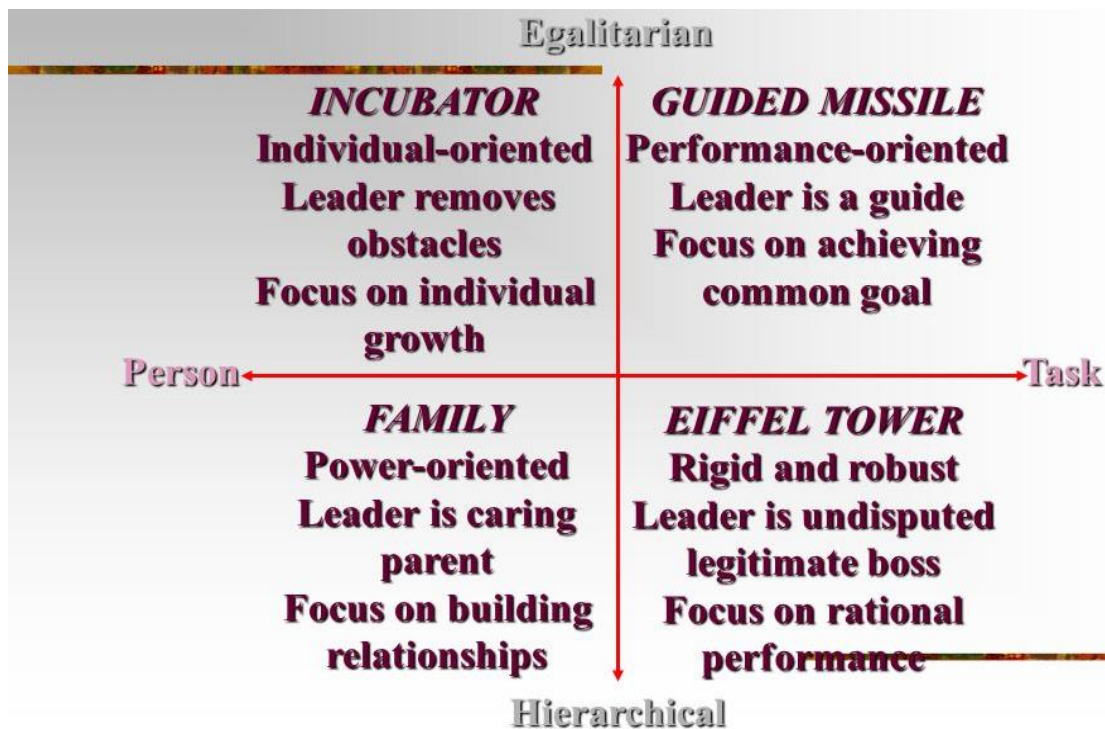 Egalitarian
INCUBATOR
Individual-oriented
Leader removes
obstacles
Focus on individual
growth
GUIDED MISSILE
Performance-oriented
Leader is a guide
Focus on achieving
common goal
Person
Task
FAMILY
Power-oriented
Leader is caring
parent
Focus on building
relationships
EIFFEL TOWER
Rigid and robust
Leader is undisputed
legitimate boss
Focus on rational
performance
Hierarchical